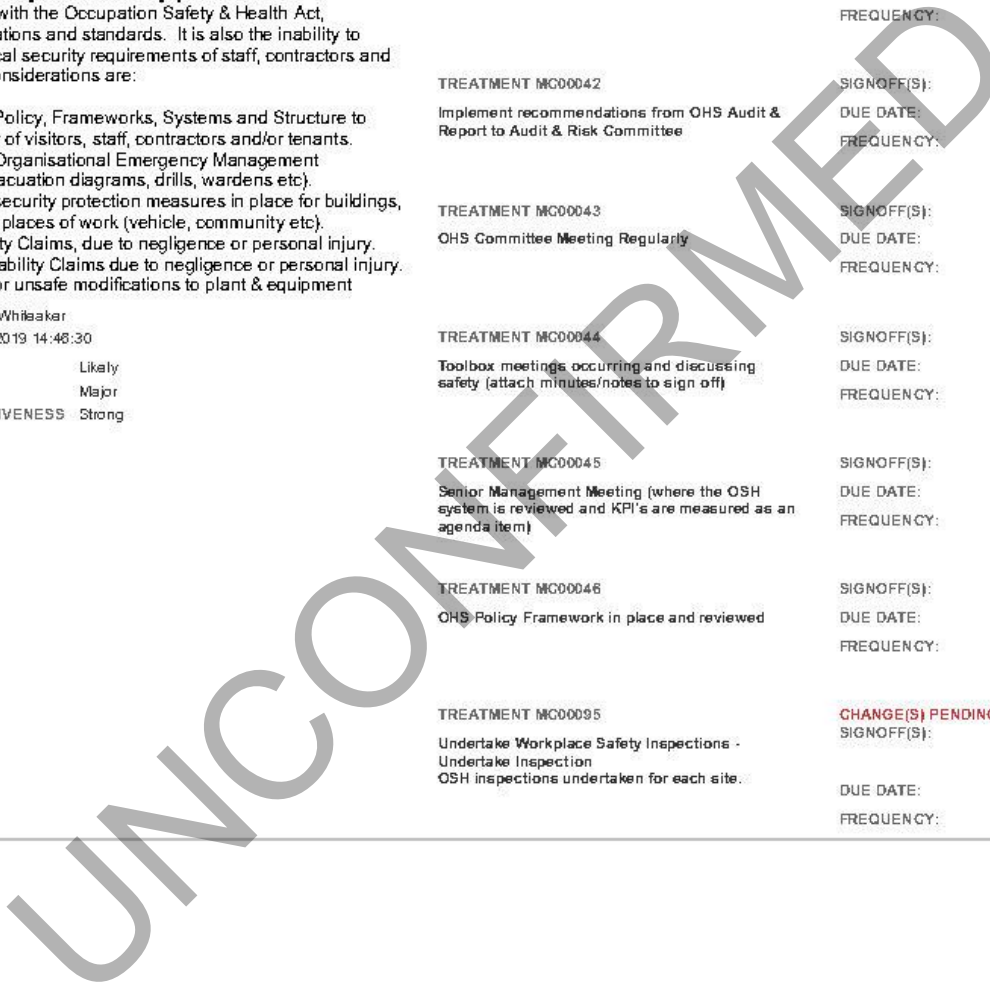 with the Occupation Safety & Health Act,
ations and standards. It is also the inability to
cal security requirements of staff, contractors and
onsiderations are:
Policy, Frameworks, Systems and Structure to
of visitors, staff, contractors and/or tenants.
Organisational Emergency Management
acuation diagrams, drills, wardens etc).
security protection measures in place for buildings,
places of work (vehicle, community etc).
ty Claims, due to negligence or personal injury.
ability Claims due to negligence or personal injury.
or unsafe modifications to plant & equipment
Whiteaker
2019 14:46:30
Likely
Major
IVENESS Strong
FREQUENCY:
TREATMENT MC00042
Implement recommendations from OHS Audit &
Report to Audit & Risk Committee
SIGNOFF(S):
DUE DATE:
FREQUENCY:
TREATMENT MC00043
OHS Committee Meeting Regularly
SIGNOFF(S):
DUE DATE:
FREQUENCY:
TREATMENT MC00044
Toolbox meetings occurring and discussing
safety (attach minutes/notes to sign off)
SIGNOFF(S):
DUE DATE:
FREQUENCY:
TREATMENT MC00045
Senior Management Meeting (where the OSH
system is reviewed and KPI's are measured as an
agenda item)
SIGNOFF(S):
DUE DATE:
FREQUENCY:
TREATMENT MC00046
OHS Policy Framework in place and reviewed
SIGNOFF(S):
DUE DATE:
FREQUENCY:
TREATMENT MC00095
Undertake Workplace Safety Inspections -
Undertake Inspection
OSH inspections undertaken for each site.
CHANGE(S) PENDING
SIGNOFF(S):
DUE DATE:
FREQUENCY:
UNCONFIRMED